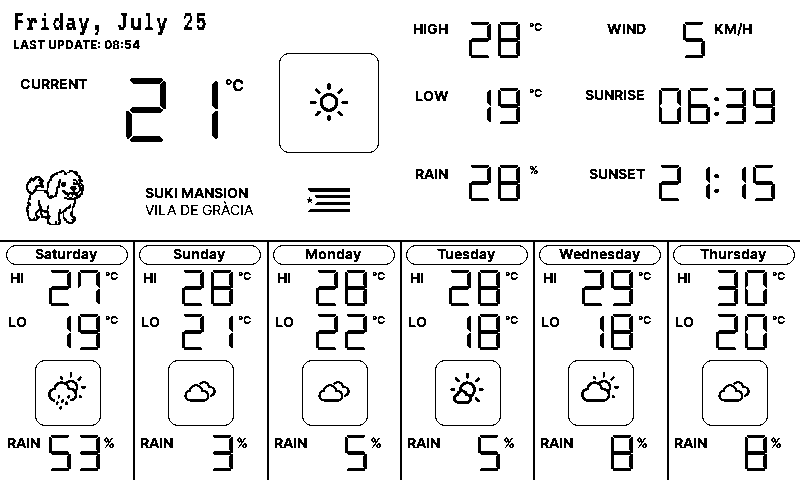 Friday, July 25
LAST UPDATE: 08:54
CURRENT 21 °C
SUKI MANSION
VILA DE GRÀCIA
HIGH 28 °C
LOW 19 °C
RAIN 28 %
WIND 5 KM/H
SUNRISE 06:39
SUNSET 21:15
Saturday
HI 27 °C
LO 19 °C
RAIN 53 %
Sunday
HI 28 °C
LO 21 °C
RAIN 3 %
Monday
HI 28 °C
LO 22 °C
RAIN 5 %
Tuesday
HI 28 °C
LO 18 °C
RAIN 5 %
Wednesday
HI 29 °C
LO 18 °C
RAIN 8 %
Thursday
HI 30 °C
LO 20 °C
RAIN 8 %